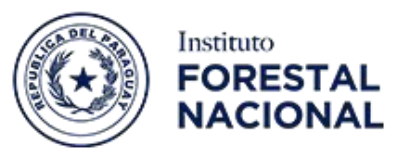 REPUBLICA DEL PARAGUAY
Instituto
FORESTAL
NACIONAL